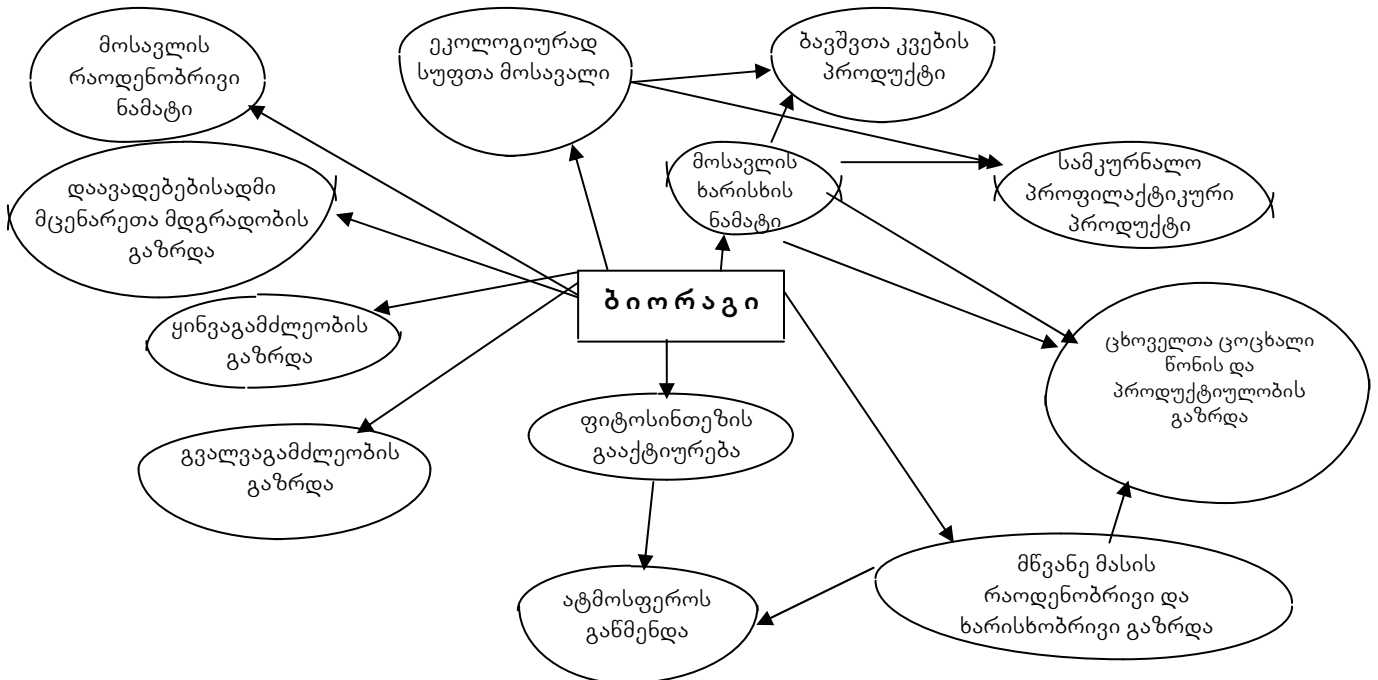 მოსავლის
რაოდენობრივი
ნამატი
ეკოლოგიურად
სუფთა მოსავალი
ბავშვთა კვების
პროდუქტი
დაავადებებისადმი
მცენარეთა მდგრადობის
გაზრდა
მოსავლის
ხარისხის
ნამატი
სამკურნალო
პროფილაქტიკური
პროდუქტი
ბიორაგი
ყინვაგამძლეობის
გაზრდა
ცხოველთა ცოცხალი
წონის და
პროდუქტიულობის
გაზრდა
ფიტოსინთეზის
გააქტიურება
გვალვაგამძლეობის
გაზრდა
მწვანე მასის
რაოდენობრივი და
ხარისხობრივი გაზრდა
ატმოსფეროს
გაწმენდა